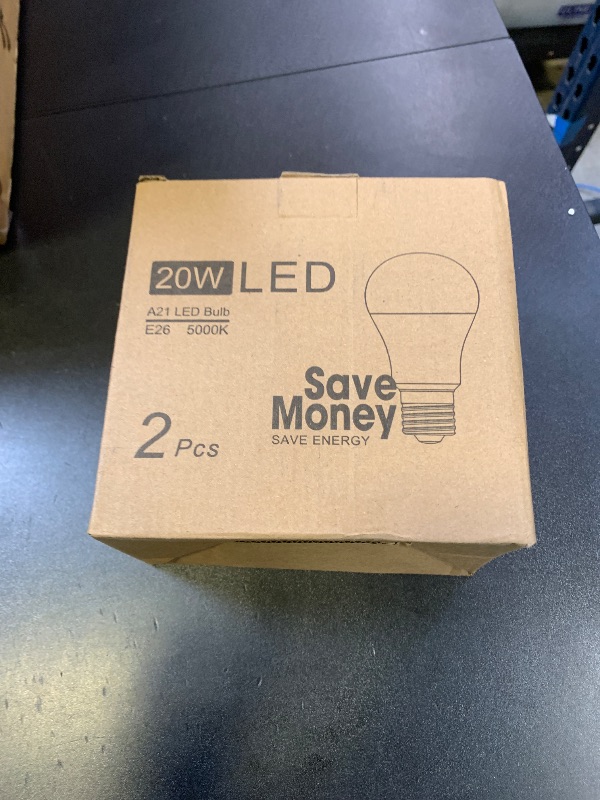 20W LED
A21 LED Bulb
E26 5000K
Save
Money
SAVE ENERGY
2 Pcs